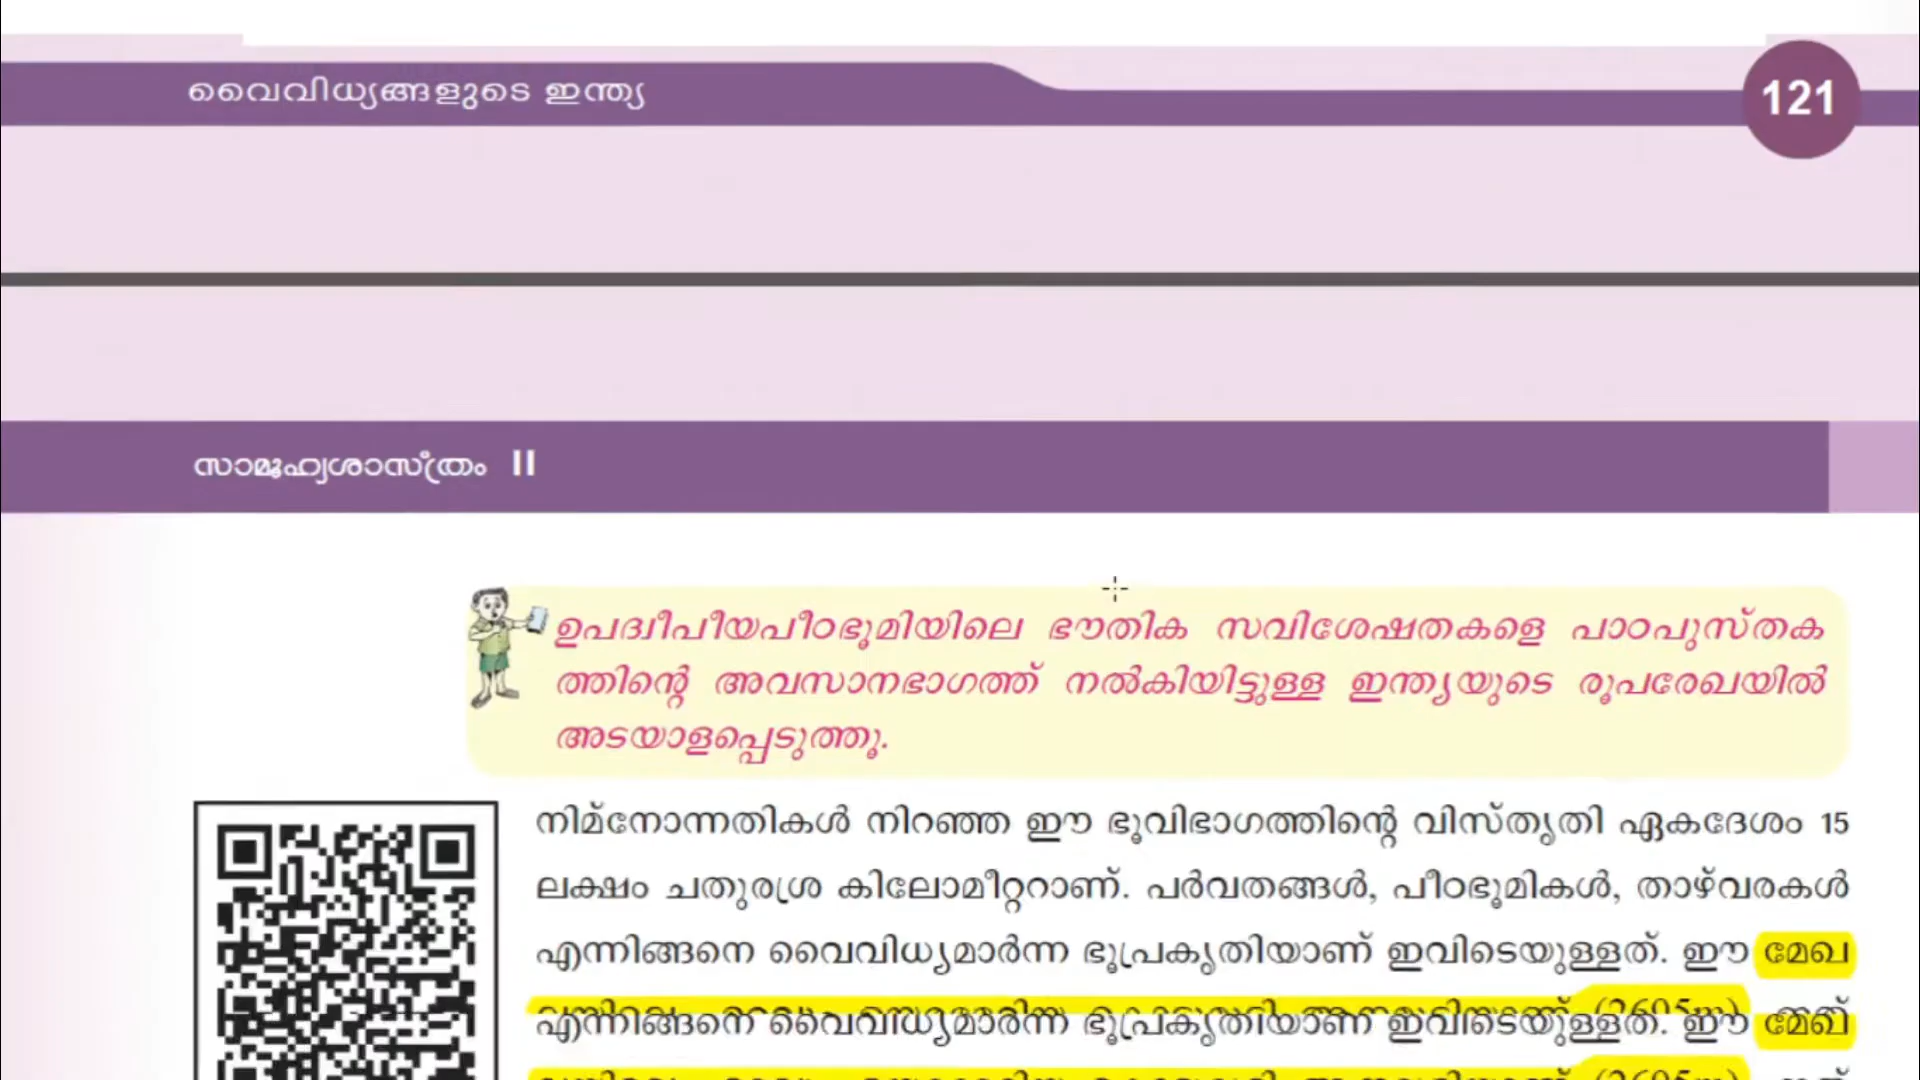 വൈവിധ്യങ്ങളുടെ ഇന്ത്യ
121
സാമൂഹ്യശാസ്ത്രം II
ഉപദ്വീപീയപീഠഭൂമിയിലെ ഭൗതിക സവിശേഷതകളെ പാഠപുസ്തക
ത്തിന്റെ അവസാനഭാഗത്ത് നൽകിയിട്ടുള്ള ഇന്ത്യയുടെ രൂപരേഖയിൽ
അടയാളപ്പെടുത്തൂ.
നിമ്നോന്നതികൾ നിറഞ്ഞ ഈ ഭൂവിഭാഗത്തിന്റെ വിസ്തൃതി ഏകദേശം 15
ലക്ഷം ചതുരശ്ര കിലോമീറ്ററാണ്. പർവതങ്ങൾ, പീഠഭൂമികൾ, താഴ്‌വരകൾ
എന്നിങ്ങനെ വൈവിധ്യമാർന്ന ഭൂപ്രകൃതിയാണ് ഇവിടെയുള്ളത്. ഈ മേഖ
എന്നിങ്ങനെ വൈവിധ്യമാർന്ന ഭൂപ്രകൃതിയാണ് ഇവിടെയുള്ളത്. ഈ മേഖ